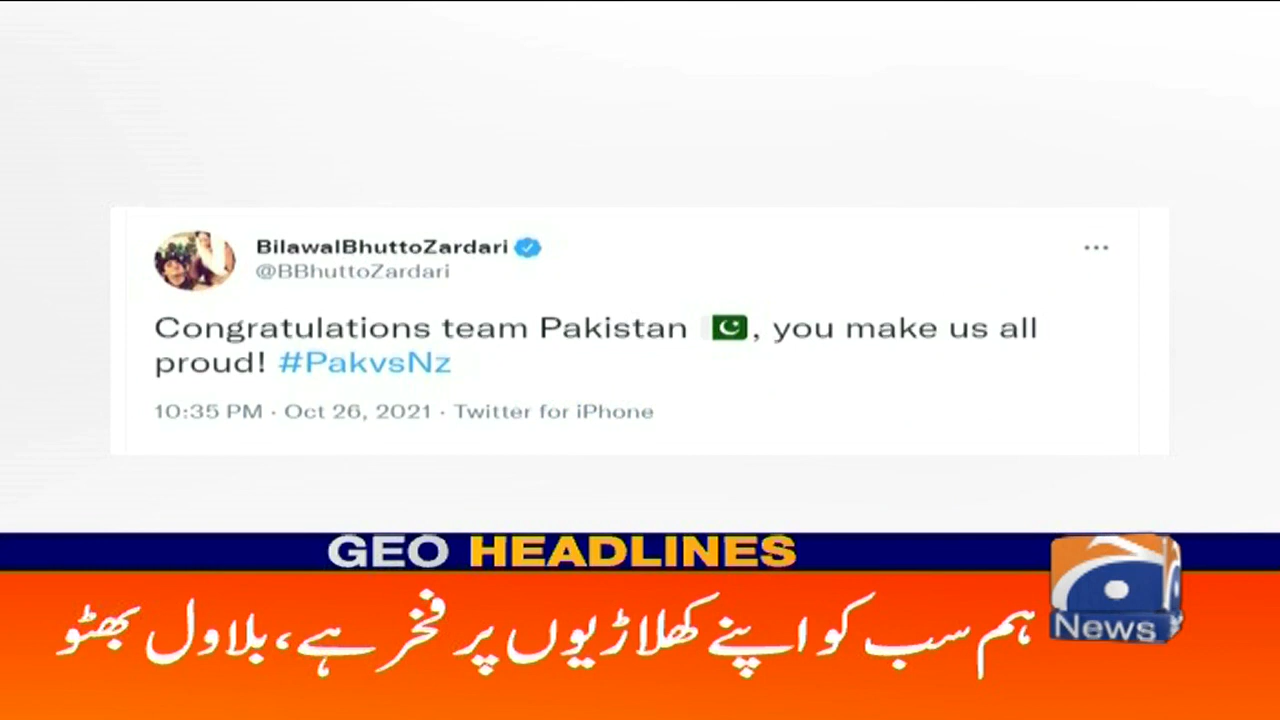 BilawalBhuttoZardari
@BBhuttoZardari
Congratulations team Pakistan 🇵🇰, you make us all
proud! #PakvsNz
10:35 PM · Oct 26, 2021 · Twitter for iPhone
GEO HEADLINES
ہم سب کو اپنے کھلاڑیوں پر فخر ہے، بلاول بھٹو
News